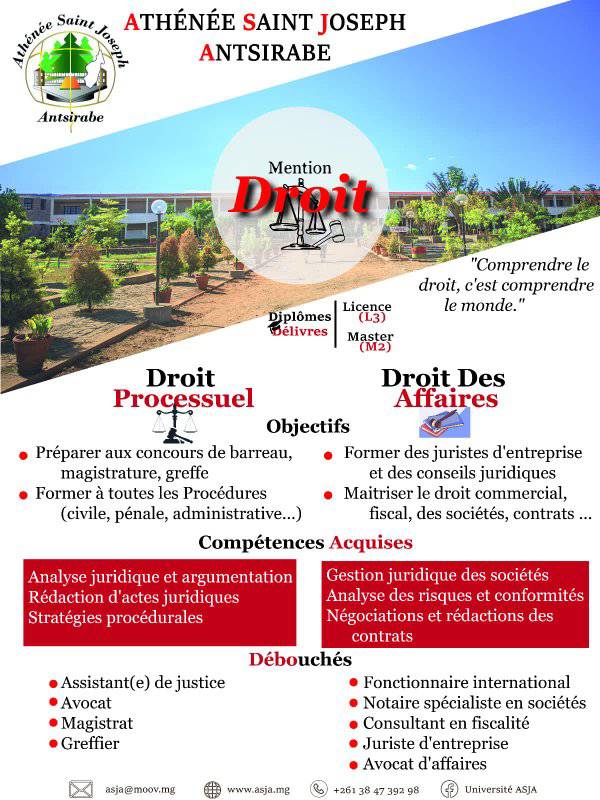 Athénée Saint Joseph
Antsirabe
ATHÉNÉE SAINT JOSEPH
ANTSIRABE
Mention
Droit
"Comprendre le
droit, c'est comprendre
le monde."
Diplômes
Délivres
Licence
(L3)
Master
(M2)
Droit
Processuel
Droit Des
Affaires
Objectifs
Préparer aux concours de barreau,
magistrature, greffe
Former à toutes les Procédures
(civile, pénale, administrative...)
Former des juristes d'entreprise
et des conseils juridiques
Maitriser le droit commercial,
fiscal, des sociétés, contrats ...
Compétences Acquises
Analyse juridique et argumentation
Rédaction d'actes juridiques
Stratégies procédurales
Gestion juridique des sociétés
Analyse des risques et conformités
Négociations et rédactions des
contrats
Débouchés
Assistant(e) de justice
Avocat
Magistrat
Greffier
Fonctionnaire international
Notaire spécialiste en sociétés
Consultant en fiscalité
Juriste d'entreprise
Avocat d'affaires
asja@moov.mg
www.asja.mg
+261 38 47 392 98
Université ASJA